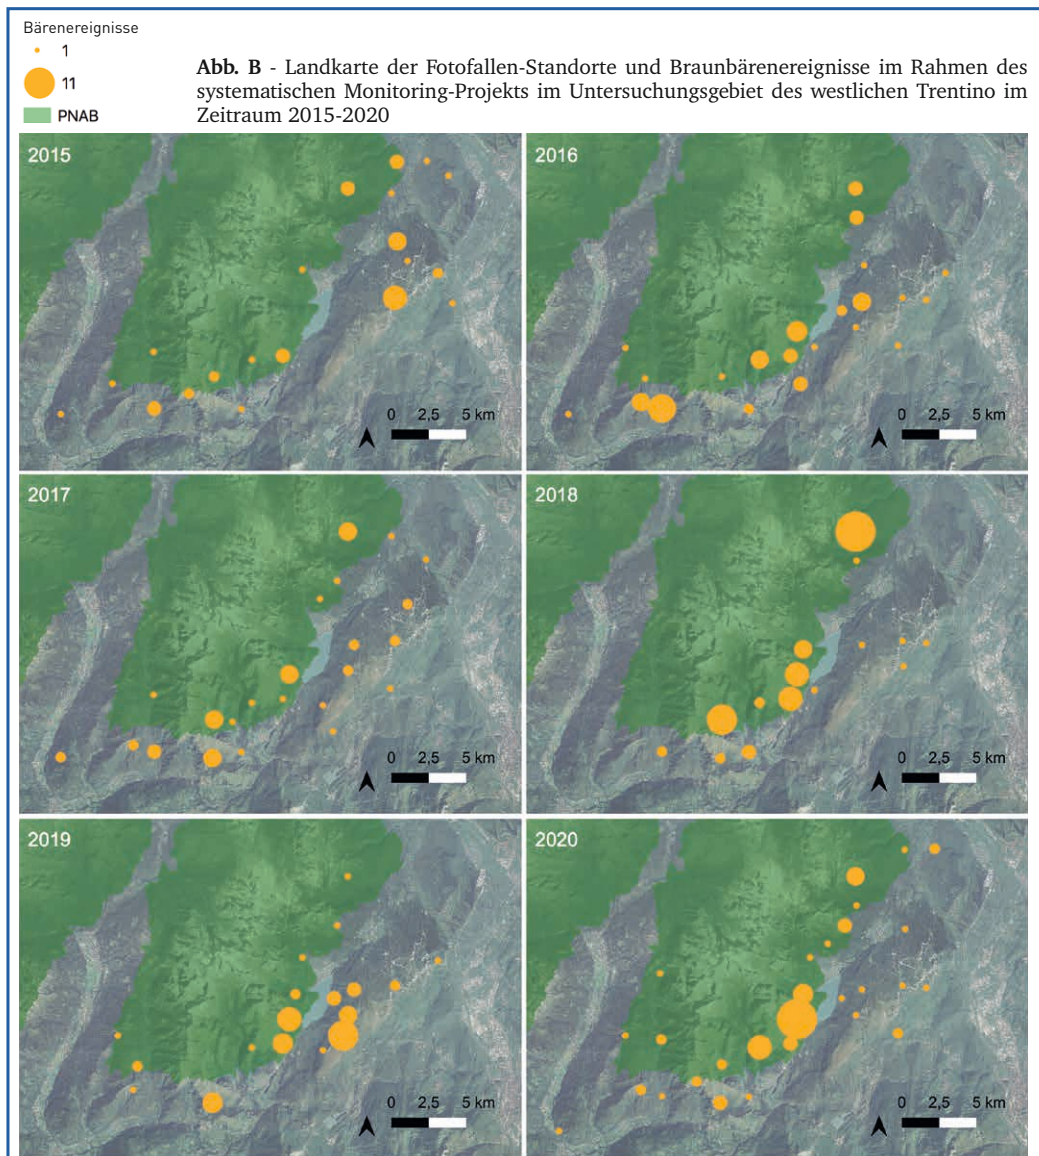 Bärenereignisse
1
11
PNAB
Abb. B - Landkarte der Fotofallen-Standorte und Braunbärenereignisse im Rahmen des
systematischen Monitoring-Projekts im Untersuchungsgebiet des westlichen Trentino im
Zeitraum 2015-2020
2015
0 2,5 5 km
2016
0 2,5 5 km
2017
0 2,5 5 km
2018
0 2,5 5 km
2019
0 2,5 5 km
2020
0 2,5 5 km